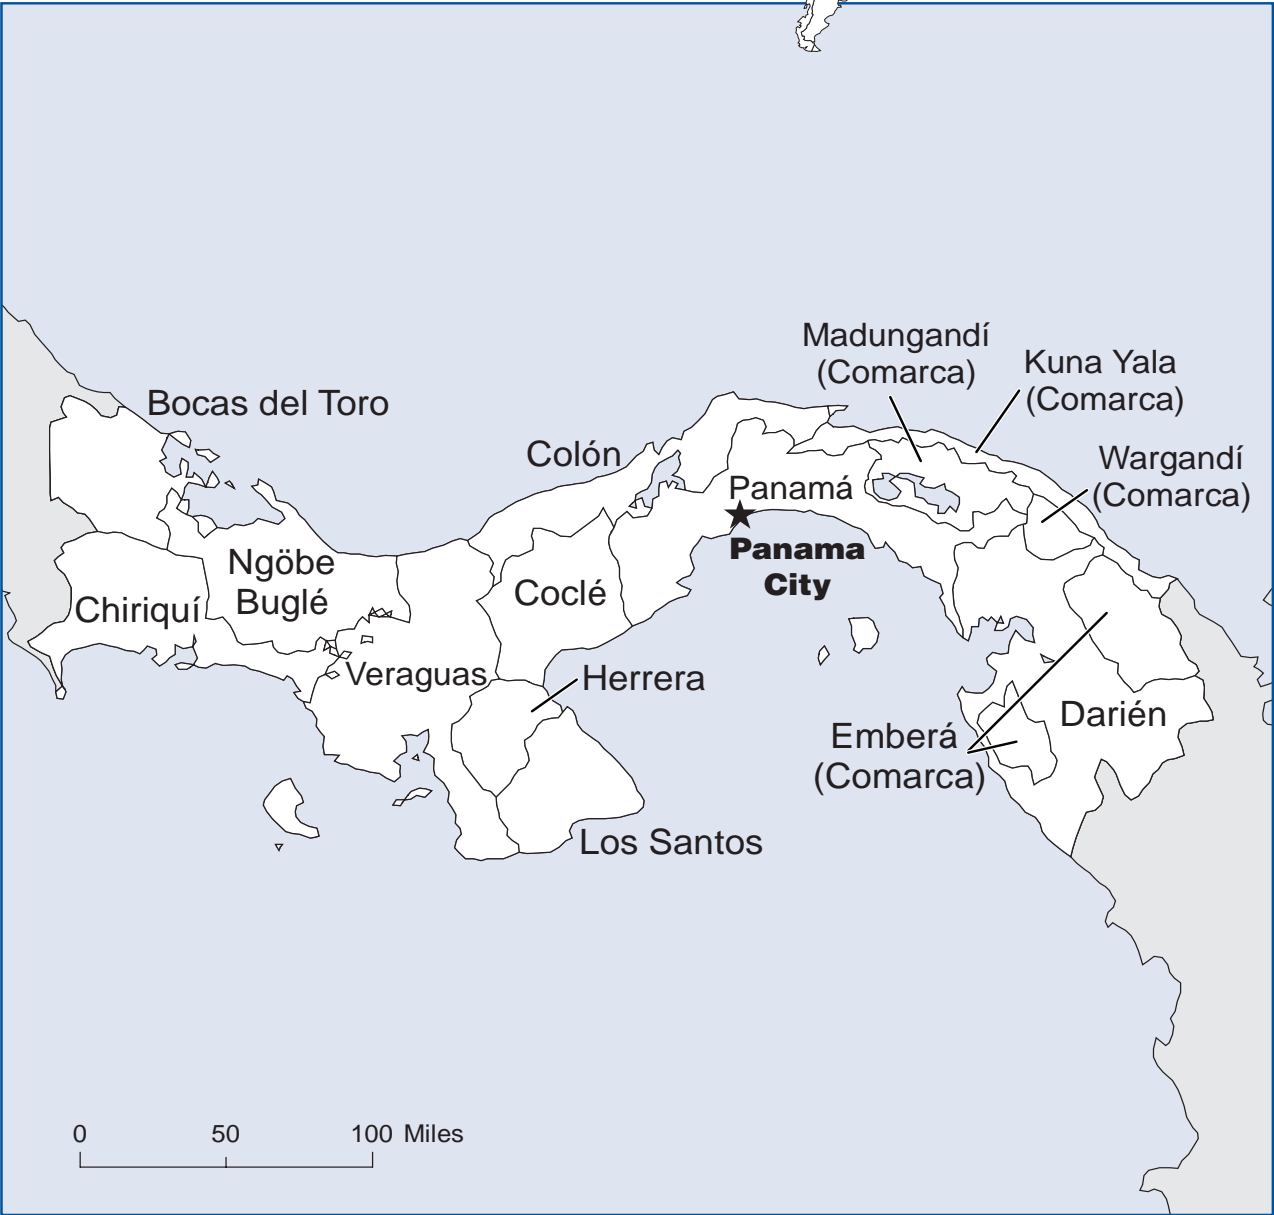 Madungandí
(Comarca)
Kuna Yala
(Comarca)
Bocas del Toro
Colón
Wargandí
(Comarca)
Panamá
Panama
City
Ngöbe
Buglé
Chiriquí
Coclé
Veraguas
Herrera
Darién
Emberá
(Comarca)
Los Santos
0 50 100 Miles